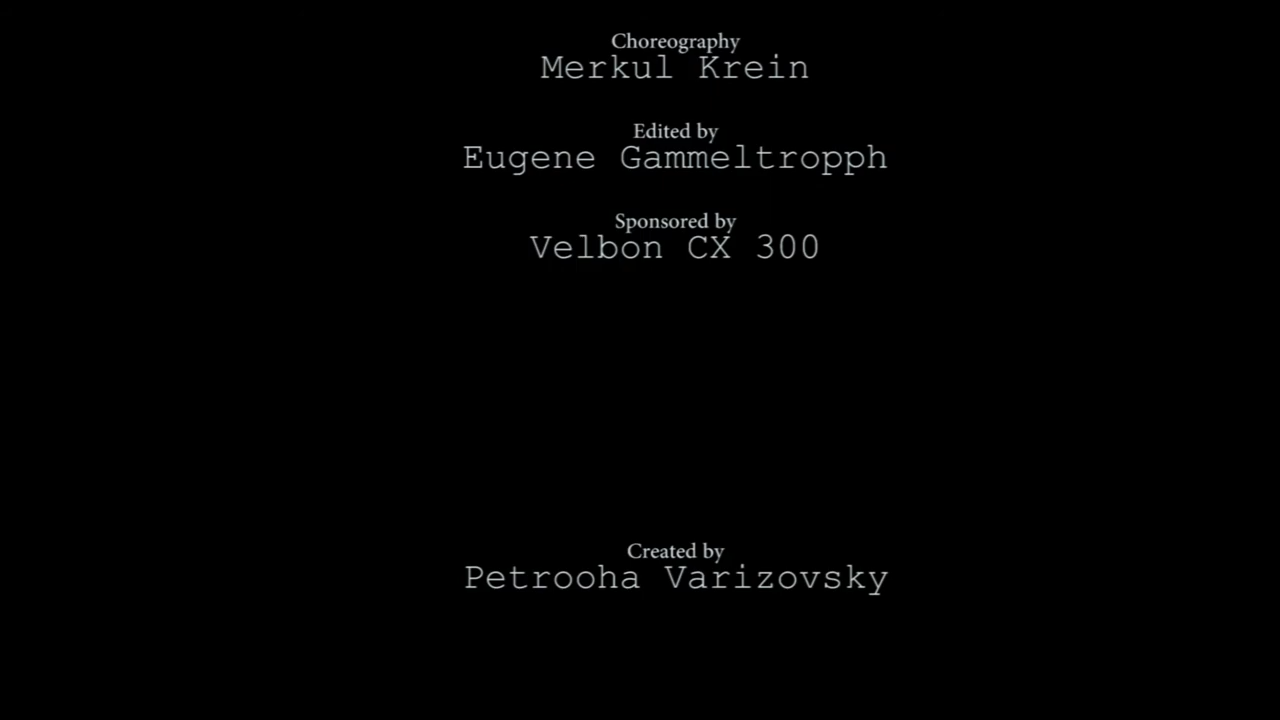 Choreography
Merkul Krein
Edited by
Eugene Gammeltropph
Sponsored by
Velbon CX 300
Created by
Petrooha Varizovsky